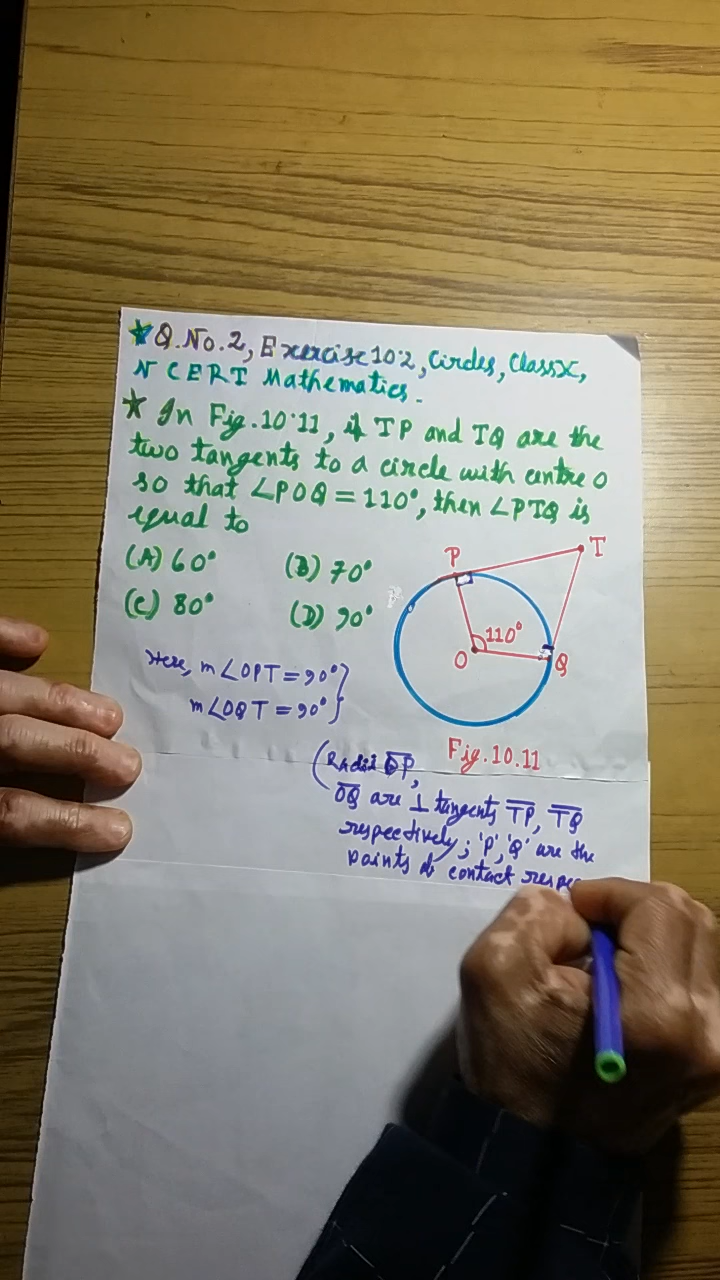 ★ Q.No.2, Exercise 10.2, Circles, Class X,
NCERT Mathematics.
★ In Fig.10.11, if TP and TQ are the
two tangents to a circle with centre O
so that ∠POQ = 110°, then ∠PTQ is
equal to
(A) 60° (B) 70°
(C) 80° (D) 90°
P
T
110°
O
Q
Fig.10.11
Here, m∠OPT = 90° }
m∠OQT = 90° }
(Radii OP,
OQ are ⊥ tangents TP, TQ
respectively; 'P', 'Q' are the
points of contact respe